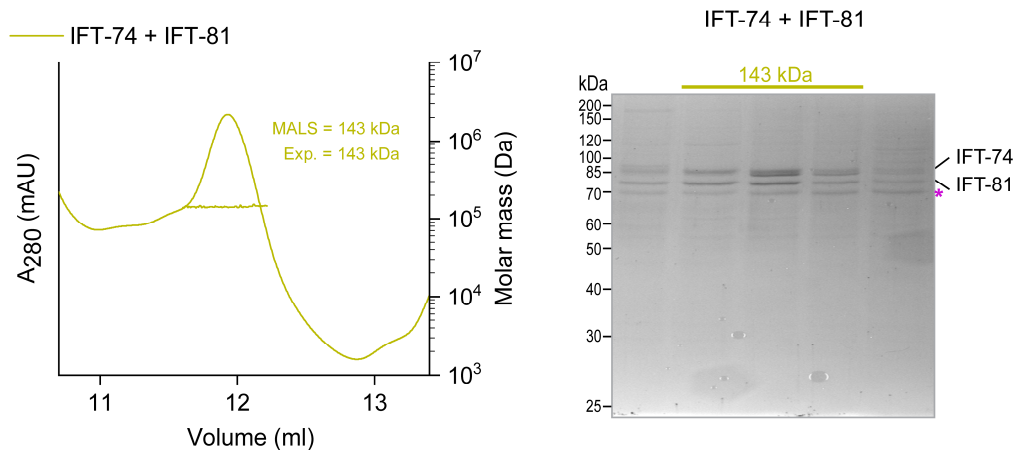 IFT-74 + IFT-81
10⁷
10⁶
10⁵
10⁴
10³
MALS = 143 kDa
Exp. = 143 kDa
A280 (mAU)
Molar mass (Da)
11
12
13
Volume (ml)
IFT-74 + IFT-81
143 kDa
kDa
200
150
120
100
85
70
60
50
40
30
25
IFT-74
IFT-81
*